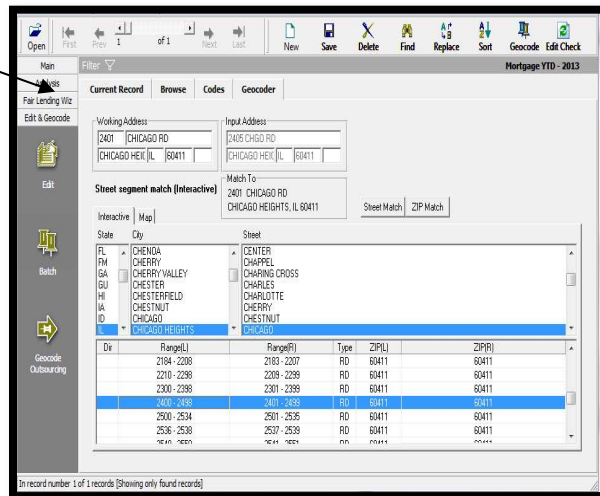 Open First Prev 1 of 1 Next Last New Save Delete Find Replace Sort Geocode Edit Check
Main Filter Mortgage YTD - 2013
Analysis
Fair Lending Wiz
Edit & Geocode
Current Record Browse Codes Geocoder
Working Address Input Address
2401 CHICAGO RD 2405 CHGO RD
CHICAGO HEIG IL 60411 CHICAGO HEIC IL 60411
Edit
Street segment match (Interactive)
Match To
2401 CHICAGO RD
CHICAGO HEIGHTS, IL 60411
Street Match ZIP Match
Interactive Map
State City Street
FL CHENOA CENTER
FM CHERRY CHAPPEL
GA CHERRY VALLEY CHARING CROSS
GU CHESTER CHARLES
HI CHESTERFIELD CHARLOTTE
IA CHESTNUT CHERRY
ID CHICAGO CHESTNUT
IL CHICAGO HEIGHTS CHICAGO
Batch
Geocode
Outsourcing
Dir Range(L) Range(R) Type ZIP(L) ZIP(R)
2184 - 2208 2183 - 2207 RD 60411 60411
2210 - 2298 2209 - 2299 RD 60411 60411
2300 - 2398 2301 - 2399 RD 60411 60411
2400 - 2498 2401 - 2499 RD 60411 60411
2500 - 2534 2501 - 2535 RD 60411 60411
2536 - 2538 2537 - 2539 RD 60411 60411
In record number 1 of 1 records [Showing only found records]